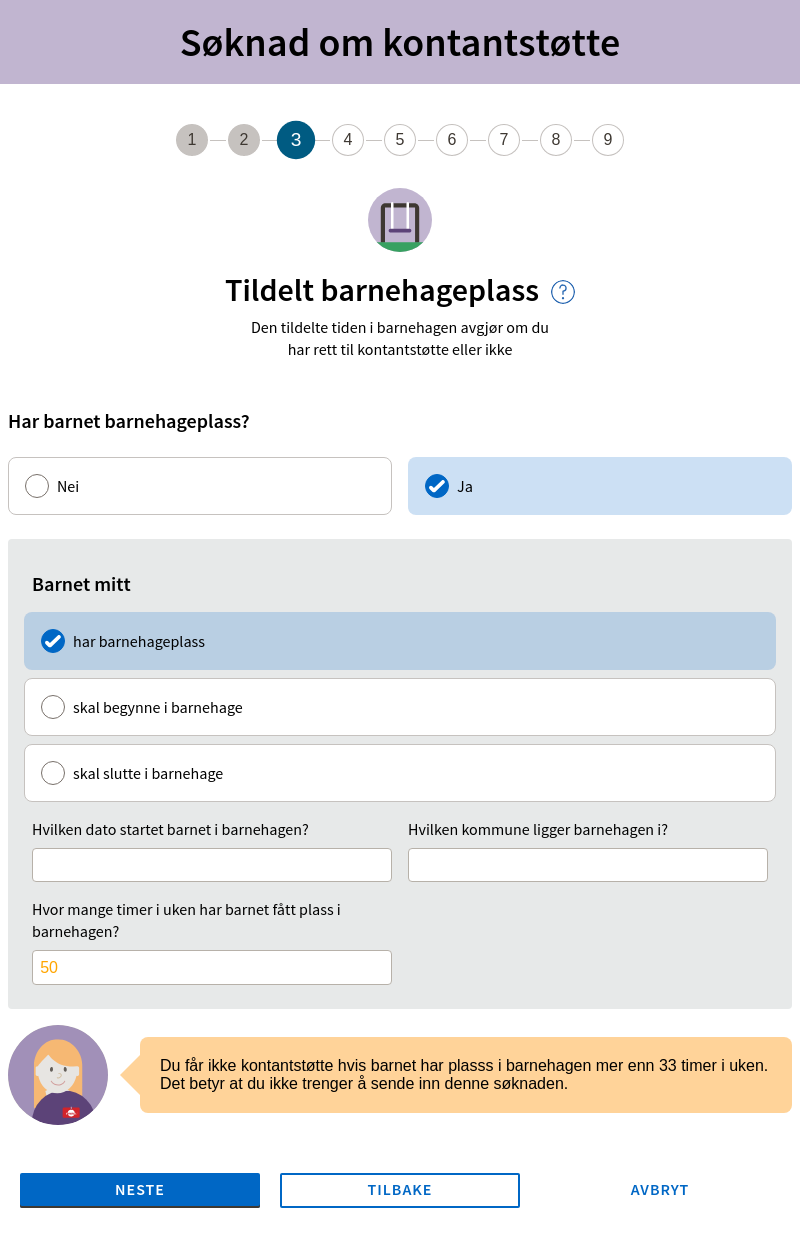 Søknad om kontantstøtte
1 2 3 4 5 6 7 8 9
Tildelt barnehageplass ?
Den tildelte tiden i barnehagen avgjør om du
har rett til kontantstøtte eller ikke
Har barnet barnehageplass?
Nei
Ja
Barnet mitt
har barnehageplass
skal begynne i barnehage
skal slutte i barnehage
Hvilken dato startet barnet i barnehagen?
Hvilken kommune ligger barnehagen i?
Hvor mange timer i uken har barnet fått plass i
barnehagen?
50
Du får ikke kontantstøtte hvis barnet har plasss i barnehagen mer enn 33 timer i uken.
Det betyr at du ikke trenger å sende inn denne søknaden.
NESTE
TILBAKE
AVBRYT